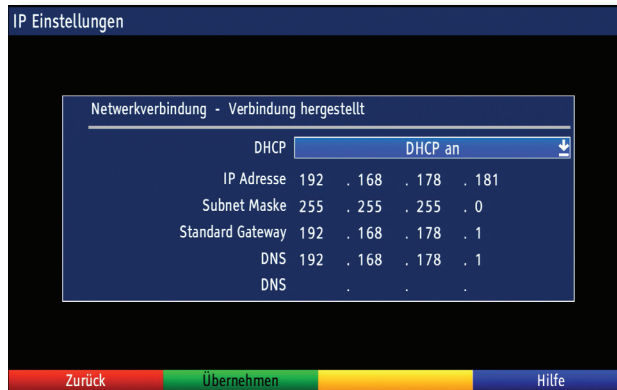 IP Einstellungen
Netwerkverbindung - Verbindung hergestellt
DHCP DHCP an
IP Adresse 192 . 168 . 178 . 181
Subnet Maske 255 . 255 . 255 . 0
Standard Gateway 192 . 168 . 178 . 1
DNS 192 . 168 . 178 . 1
DNS . . .
Zurück Übernehmen Hilfe